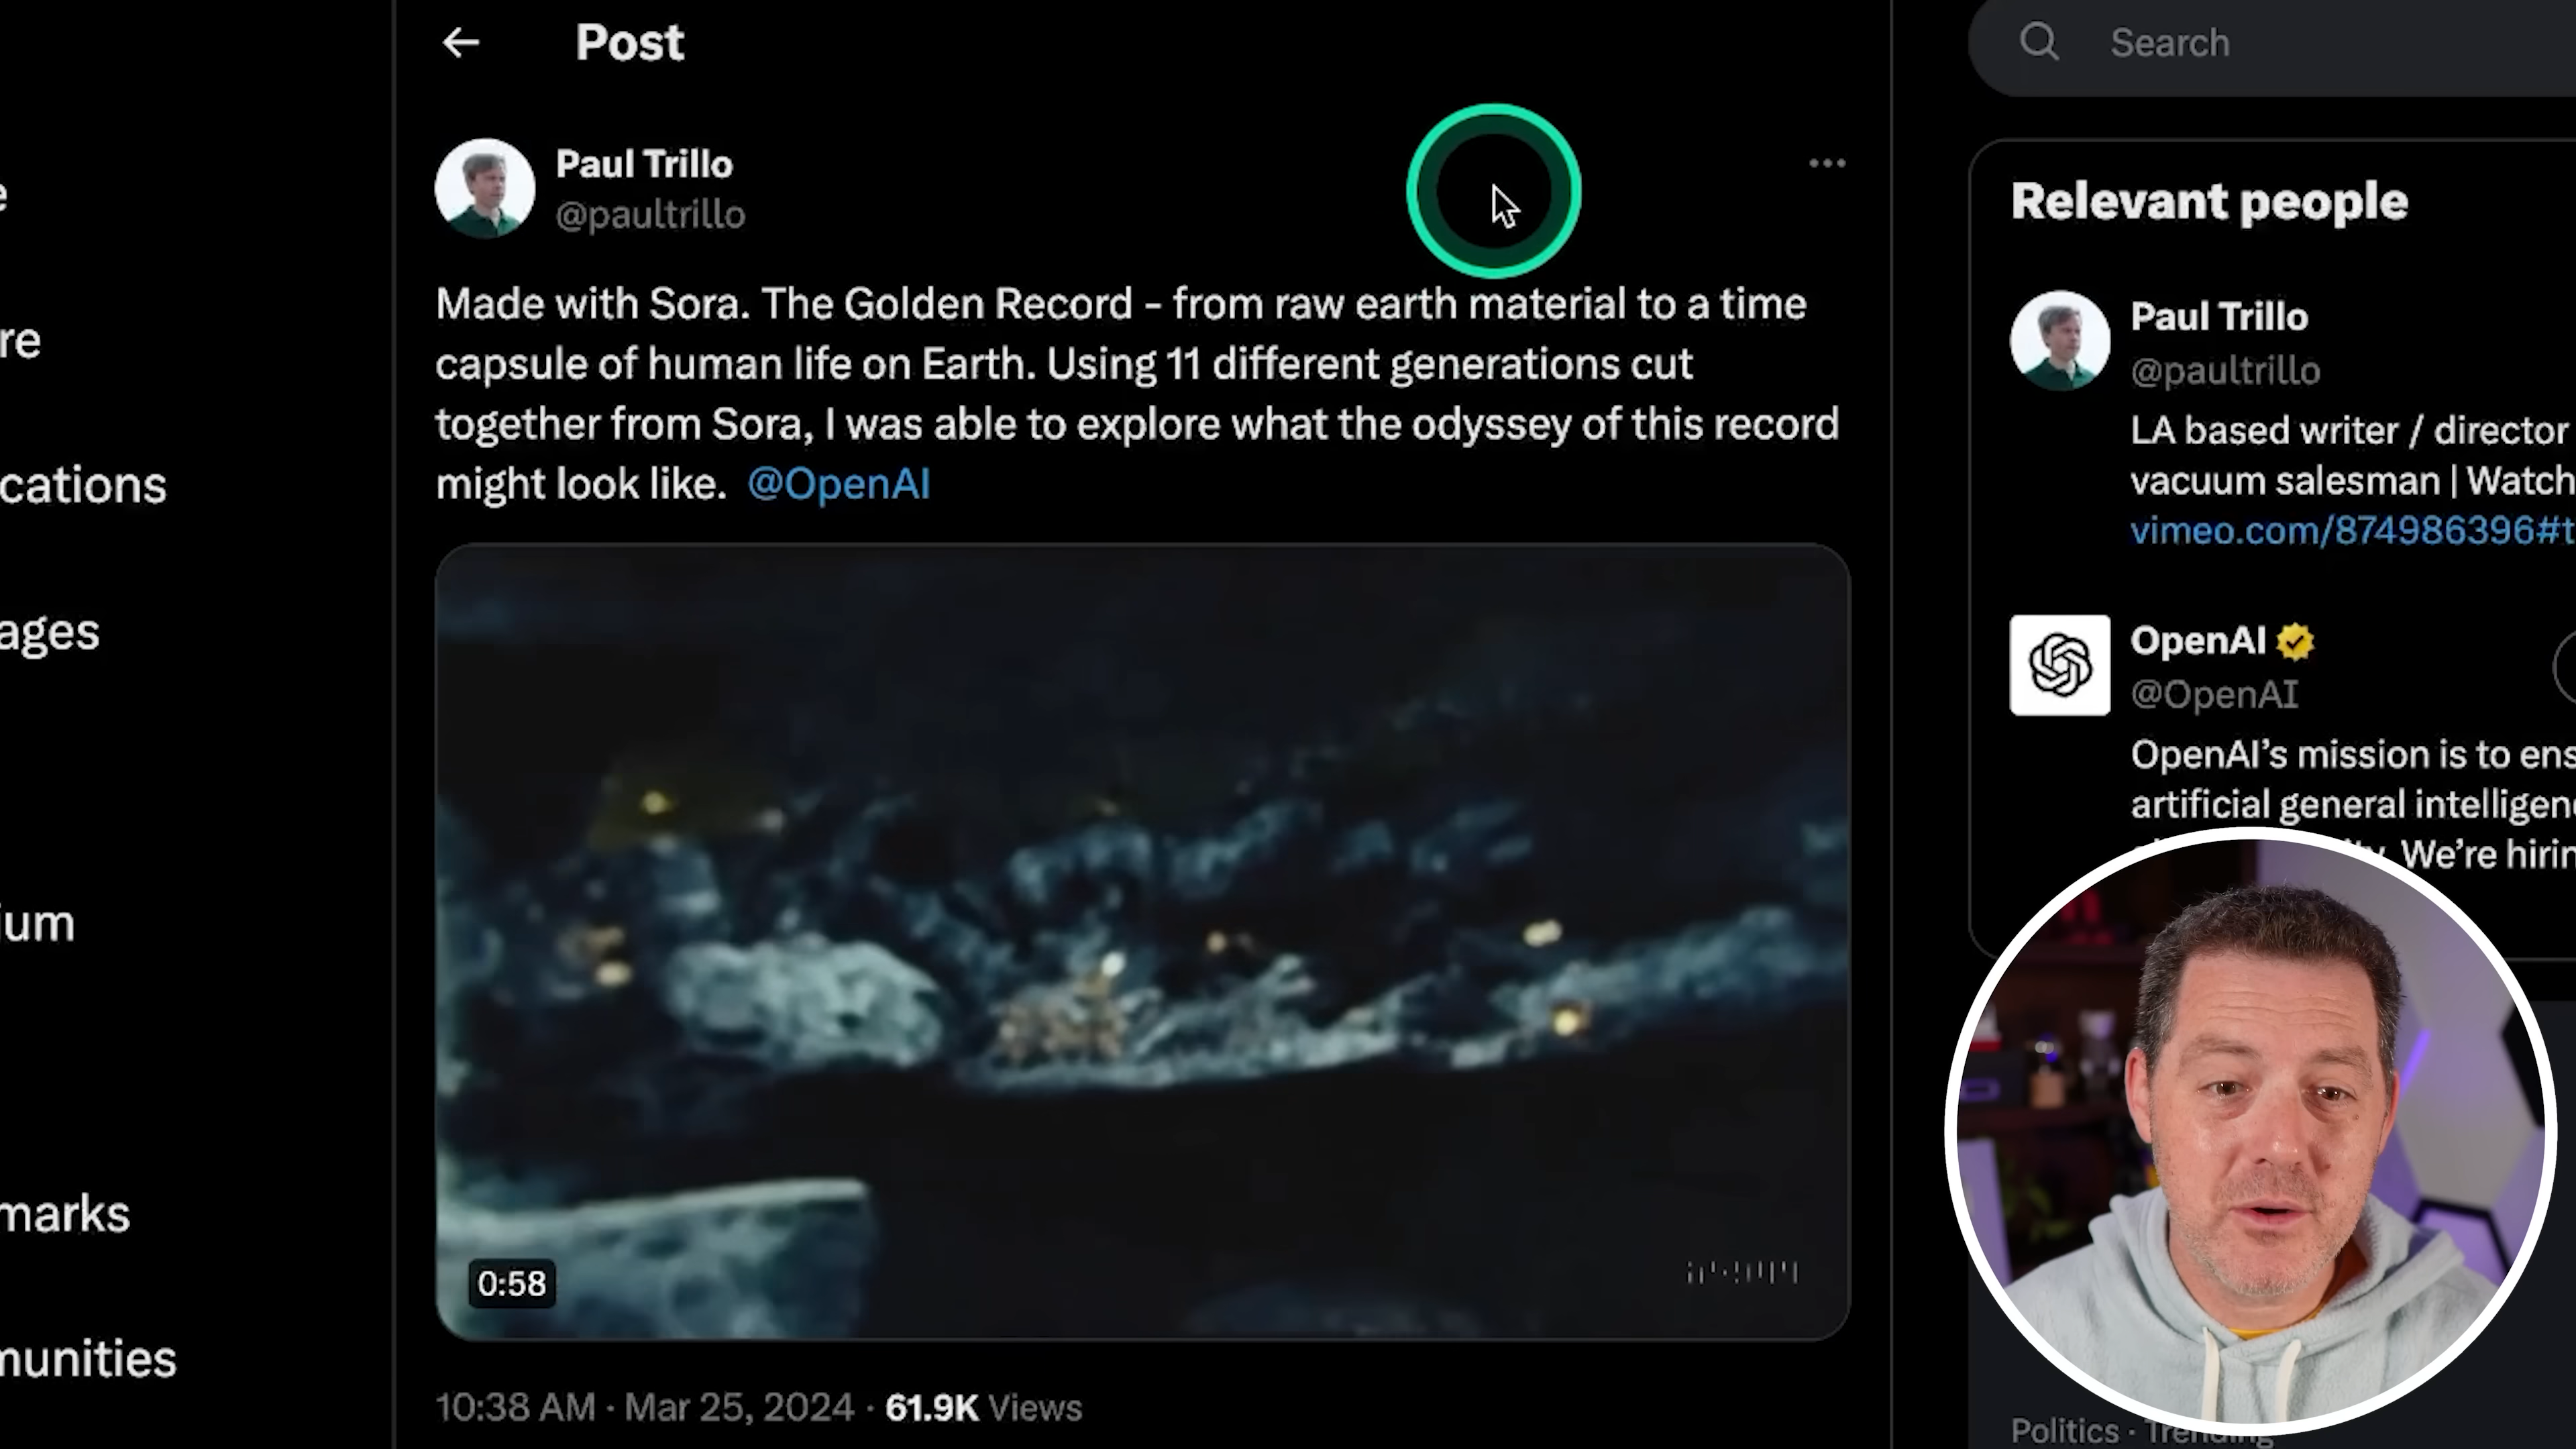 Post
Search
e
re
cations
ages
ium
marks
munities
Paul Trillo
@paultrillo
Made with Sora. The Golden Record - from raw earth material to a time
capsule of human life on Earth. Using 11 different generations cut
together from Sora, I was able to explore what the odyssey of this record
might look like. @OpenAI
0:58
10:38 AM · Mar 25, 2024 · 61.9K Views
Relevant people
Paul Trillo
@paultrillo
LA based writer / director
vacuum salesman | Watch
vimeo.com/874986396#t
OpenAI
@OpenAI
OpenAI’s mission is to ens
artificial general intelligen
We’re hirin
Politics · Trending